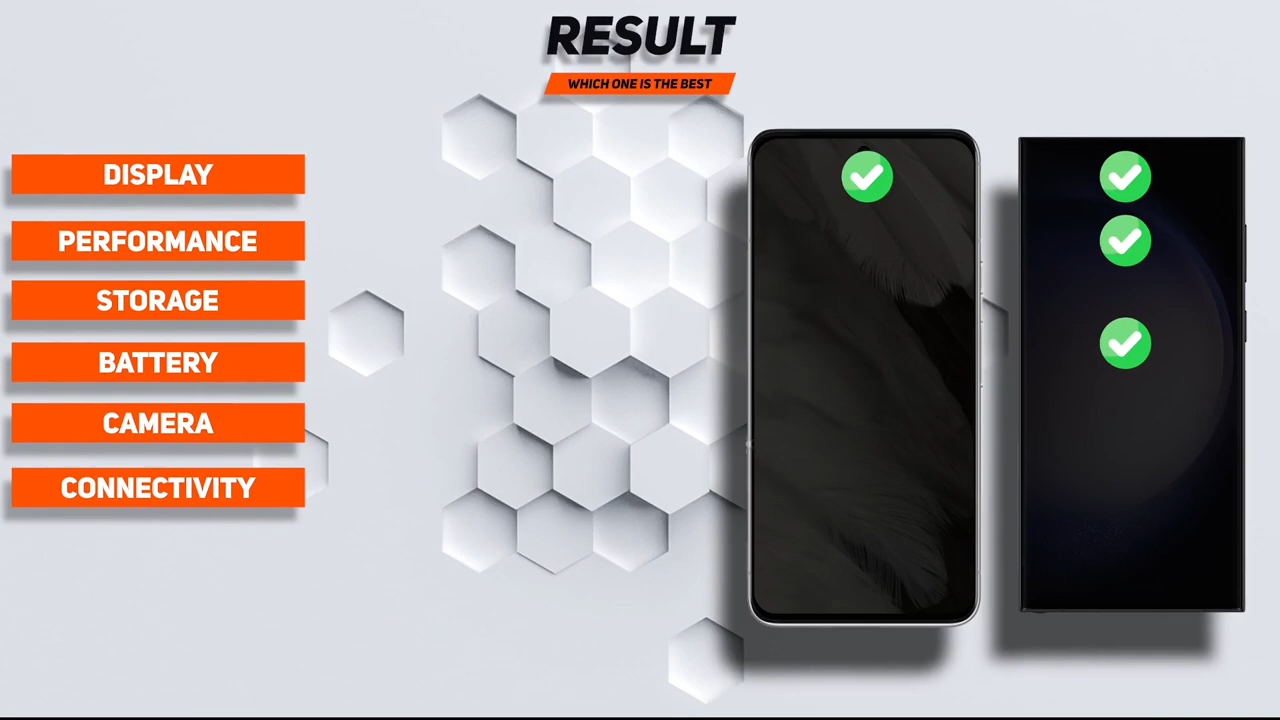 RESULT
WHICH ONE IS THE BEST
DISPLAY
PERFORMANCE
STORAGE
BATTERY
CAMERA
CONNECTIVITY